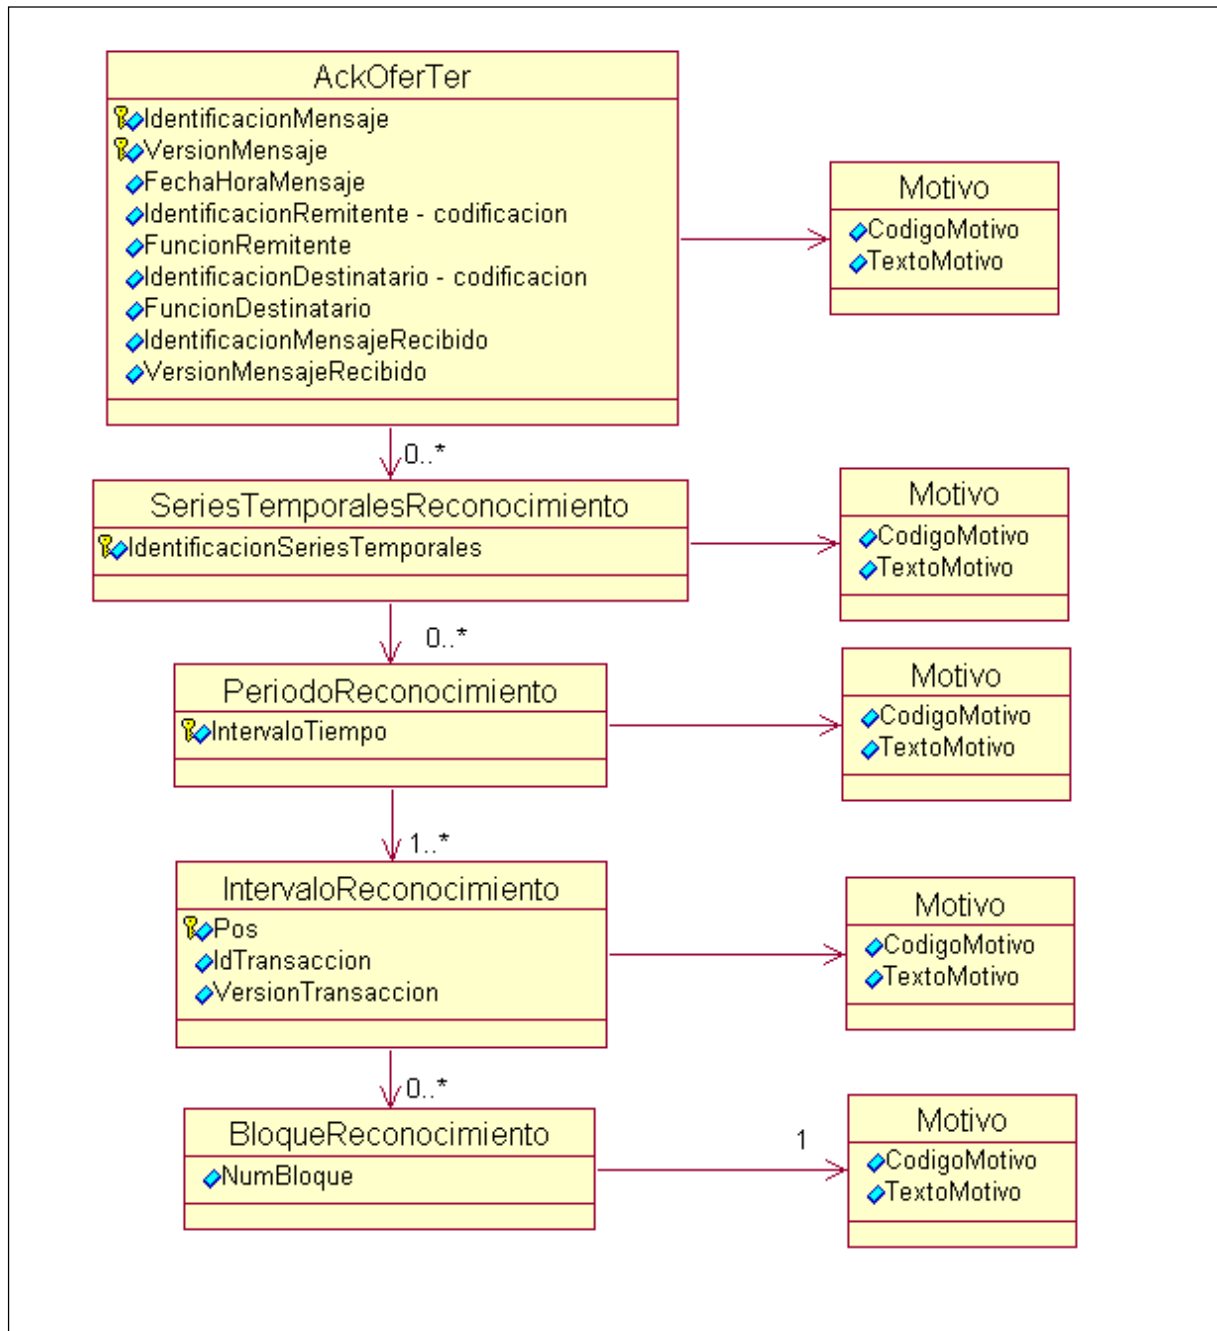 AckOferTer
IdentificacionMensaje
VersionMensaje
FechaHoraMensaje
IdentificacionRemitente - codificacion
FuncionRemitente
IdentificacionDestinatario - codificacion
FuncionDestinatario
IdentificacionMensajeRecibido
VersionMensajeRecibido
Motivo
CodigoMotivo
TextoMotivo
0..*
SeriesTemporalesReconocimiento
IdentificacionSeriesTemporales
Motivo
CodigoMotivo
TextoMotivo
0..*
PeriodoReconocimiento
IntervaloTiempo
Motivo
CodigoMotivo
TextoMotivo
1..*
IntervaloReconocimiento
Pos
IdTransaccion
VersionTransaccion
Motivo
CodigoMotivo
TextoMotivo
0..*
BloqueReconocimiento
NumBloque
1
Motivo
CodigoMotivo
TextoMotivo